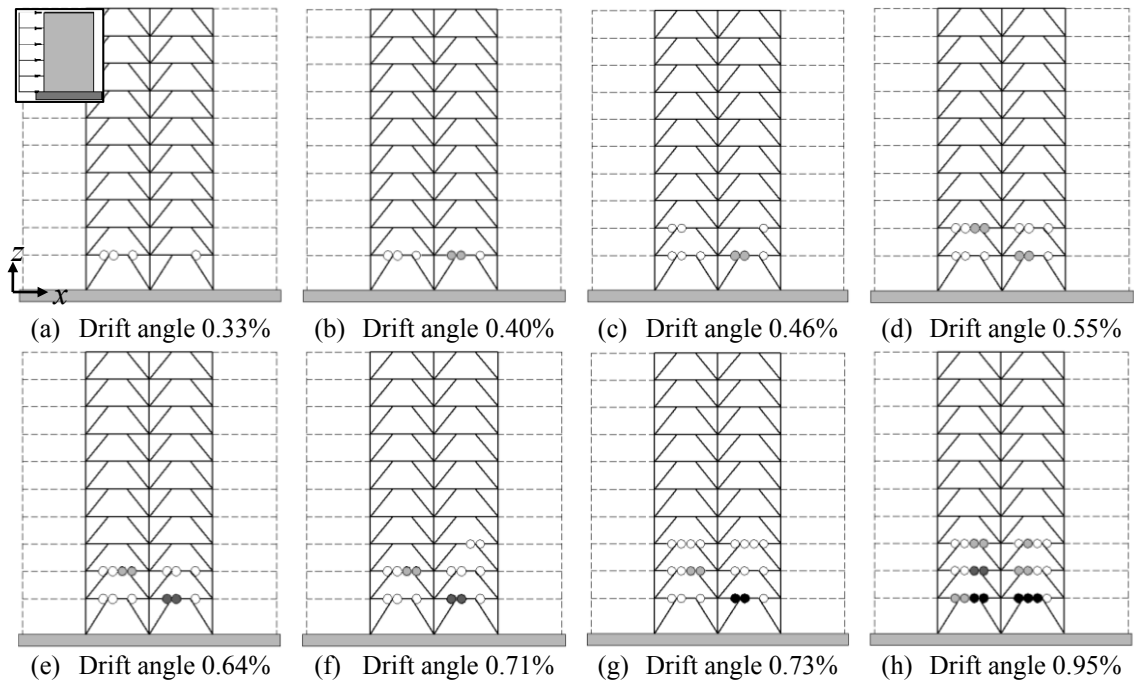 z
x
(a) Drift angle 0.33%
(b) Drift angle 0.40%
(c) Drift angle 0.46%
(d) Drift angle 0.55%
(e) Drift angle 0.64%
(f) Drift angle 0.71%
(g) Drift angle 0.73%
(h) Drift angle 0.95%